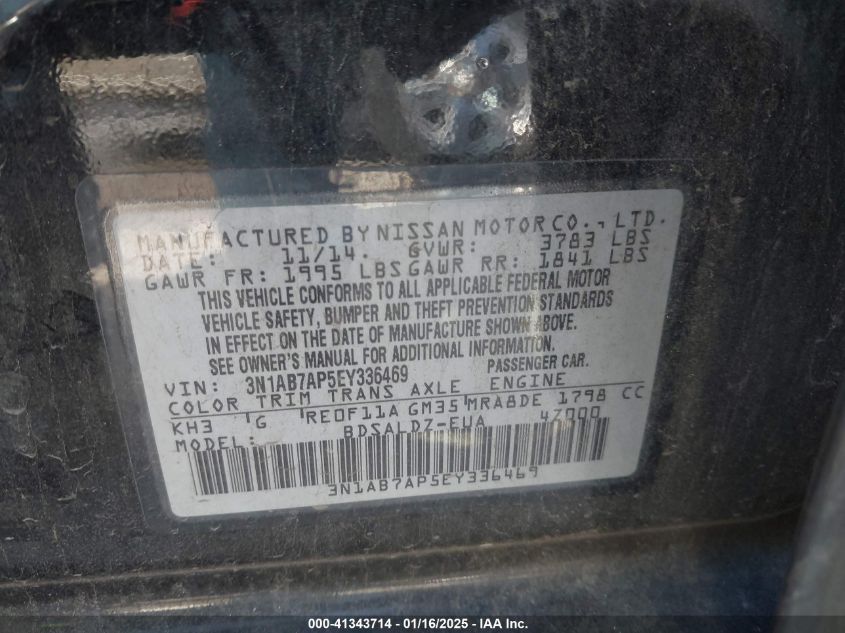 MANUFACTURED BY NISSAN MOTOR CO., LTD.
DATE: 11/14. GVWR: 3783 LBS
GAWR FR: 1995 LBS GAWR RR: 1841 LBS
THIS VEHICLE CONFORMS TO ALL APPLICABLE FEDERAL MOTOR
VEHICLE SAFETY, BUMPER AND THEFT PREVENTION STANDARDS
IN EFFECT ON THE DATE OF MANUFACTURE SHOWN ABOVE.
SEE OWNER'S MANUAL FOR ADDITIONAL INFORMATION.
VIN: 3N1AB7AP5EY336469 PASSENGER CAR.
COLOR TRIM TRANS AXLE ENGINE
KH3 G RE0F11A GM35 MRA8DE 1798 CC
MODEL: BDSALDZ-EUA 4Z000
3N1AB7AP5EY336469
000-41343714 - 01/16/2025 - IAA Inc.